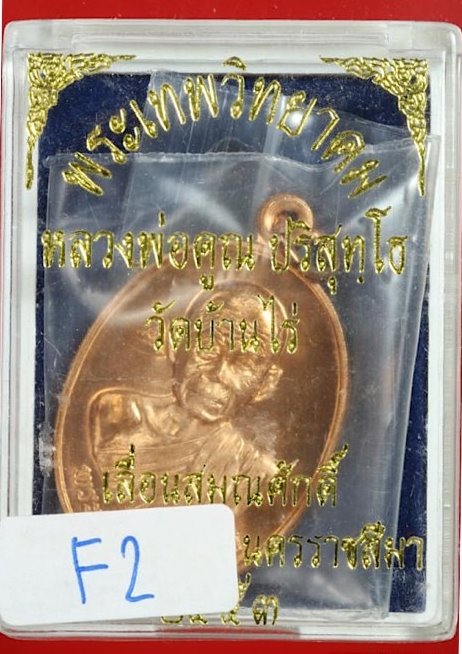 พระเทพวิทยาคม
หลวงพ่อคูณ ปริสุทฺโธ
วัดบ้านไร่
เลื่อนสมณศักดิ์
นครราชสีมา
F2